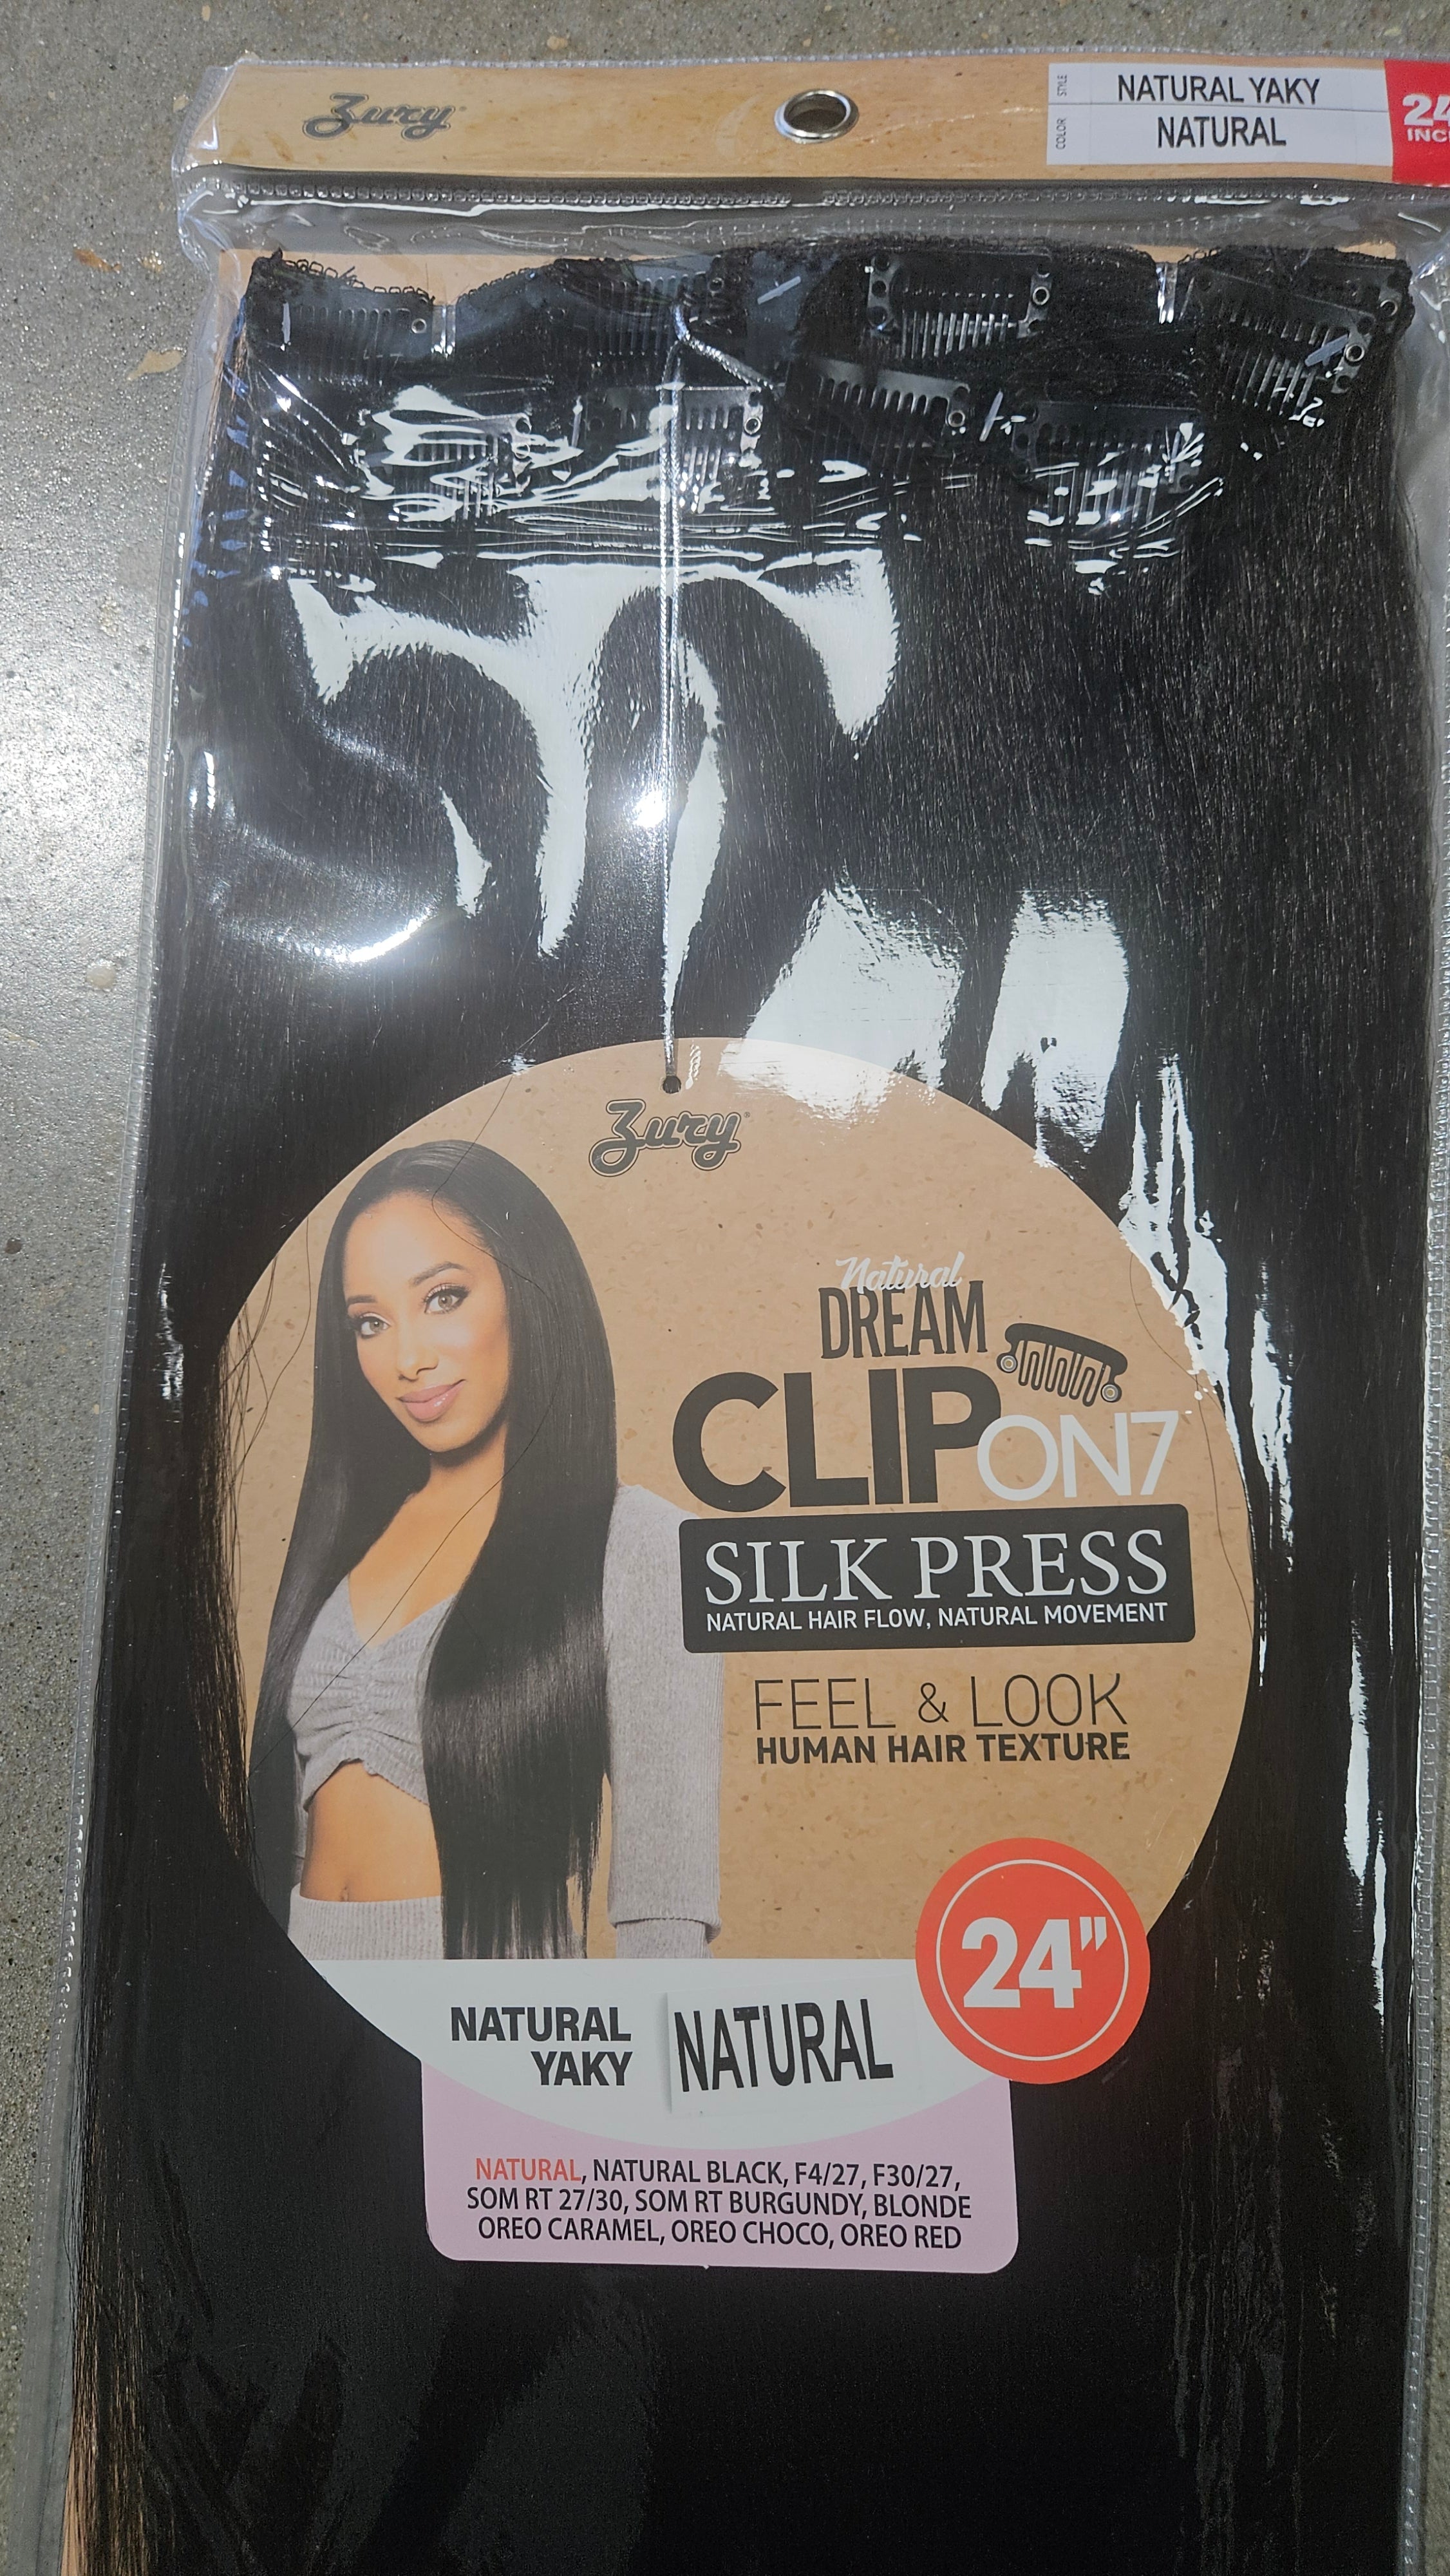 Zury
STYLE NATURAL YAKY
COLOR NATURAL
24
INC
Zury
Natural
DREAM
CLIP ON7
SILK PRESS
NATURAL HAIR FLOW, NATURAL MOVEMENT
FEEL & LOOK
HUMAN HAIR TEXTURE
24"
NATURAL
YAKY
NATURAL
NATURAL, NATURAL BLACK, F4/27, F30/27,
SOM RT 27/30, SOM RT BURGUNDY, BLONDE
OREO CARAMEL, OREO CHOCO, OREO RED